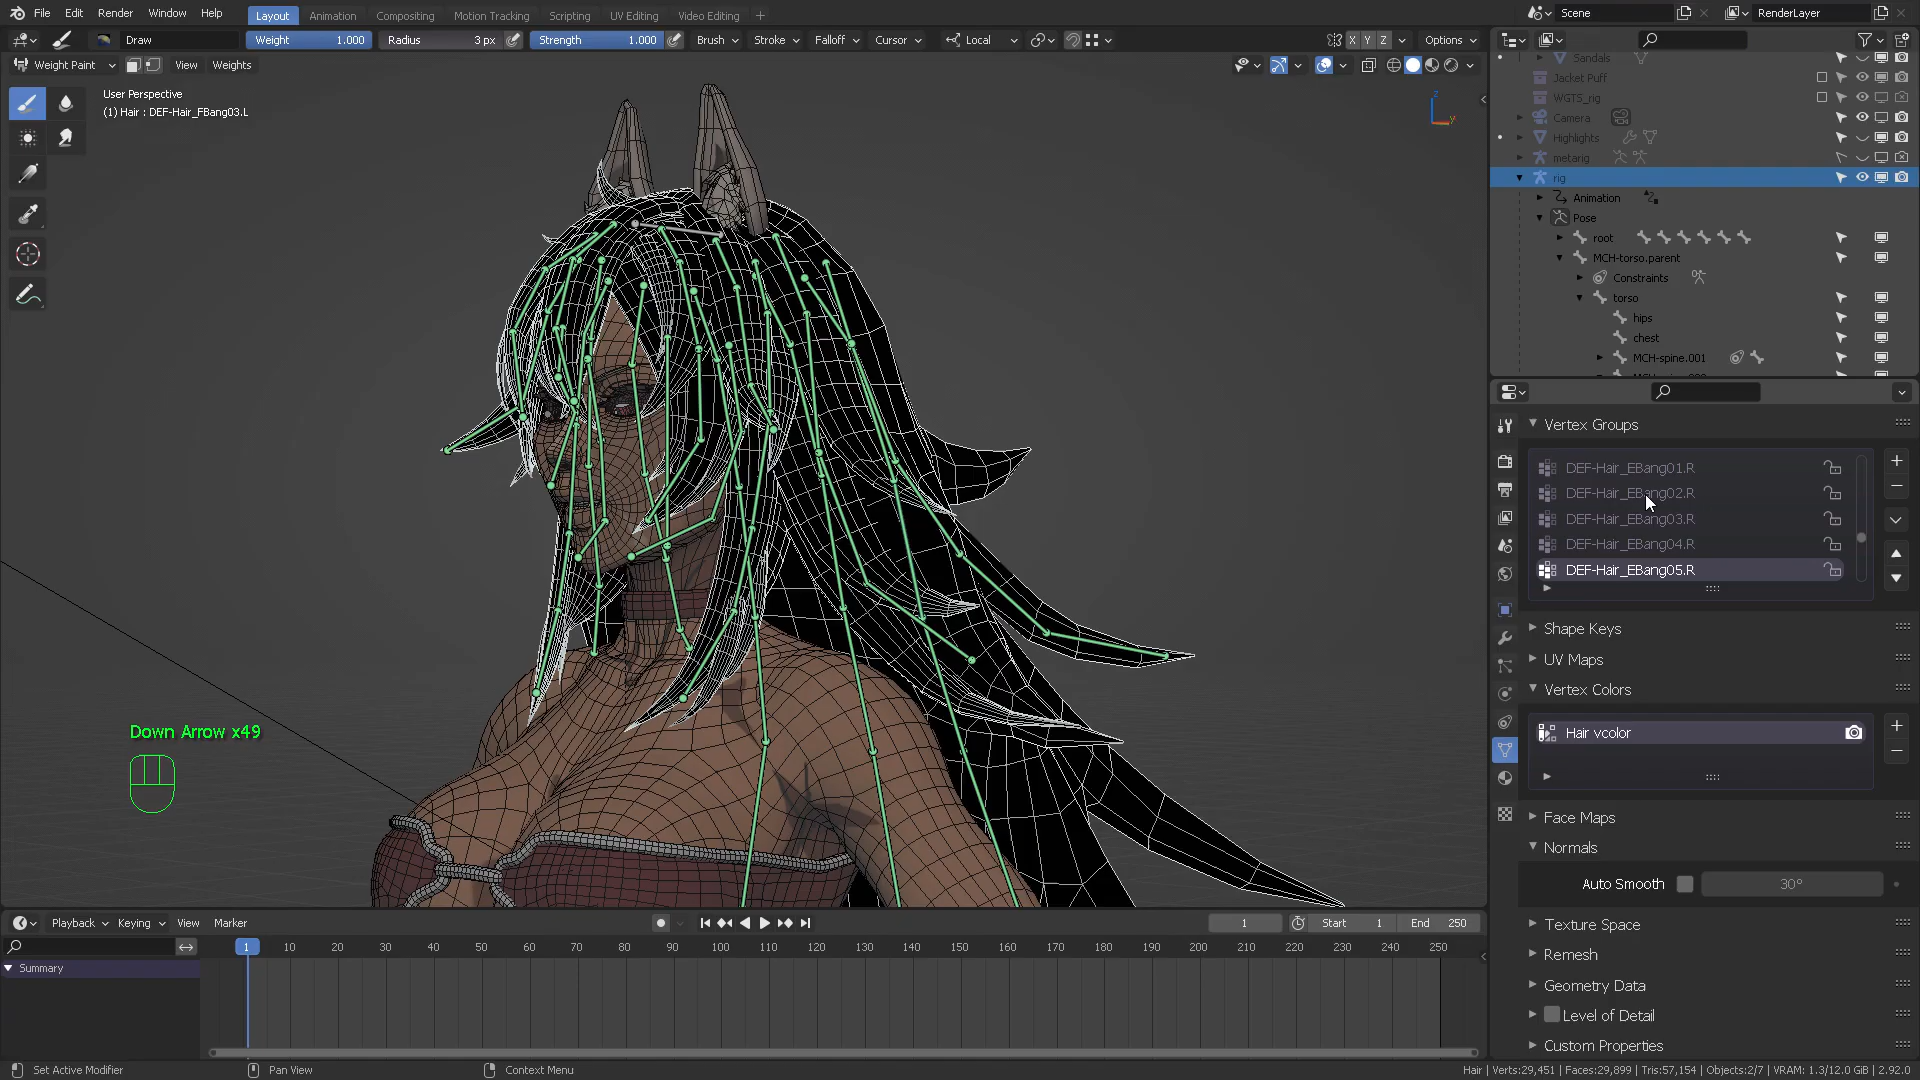 File Edit Render Window Help Layout Animation Compositing Motion Tracking Scripting UV Editing Video Editing Scene RenderLayer
Draw Weight 1.000 Radius 3 px Strength 1.000 Brush Stroke Falloff Cursor Local X Y Z Options
Weight Paint View Weights
User Perspective
(1) Hair : DEF-Hair_FBang03.L
Sandals
Jacket Puff
WGTS_rig
Camera
Highlights
metarig
rig
Animation
Pose
root
MCH-torso.parent
Constraints
torso
hips
chest
MCH-spine.001
Vertex Groups
DEF-Hair_EBang01.R
DEF-Hair_EBang02.R
DEF-Hair_EBang03.R
DEF-Hair_EBang04.R
DEF-Hair_EBang05.R
Shape Keys
UV Maps
Vertex Colors
Hair vcolor
Face Maps
Normals
Auto Smooth 30°
Texture Space
Remesh
Geometry Data
Level of Detail
Custom Properties
Down Arrow x49
Playback Keying View Marker 1 Start 1 End 250
1 10 20 30 40 50 60 70 80 90 100 110 120 130 140 150 160 170 180 190 200 210 220 230 240 250
Summary
Set Active Modifier Pan View Context Menu Hair | Verts:29,451 | Faces:29,899 | Tris:57,154 | Objects:2/7 | VRAM: 1.3/12.0 GiB | 2.92.0